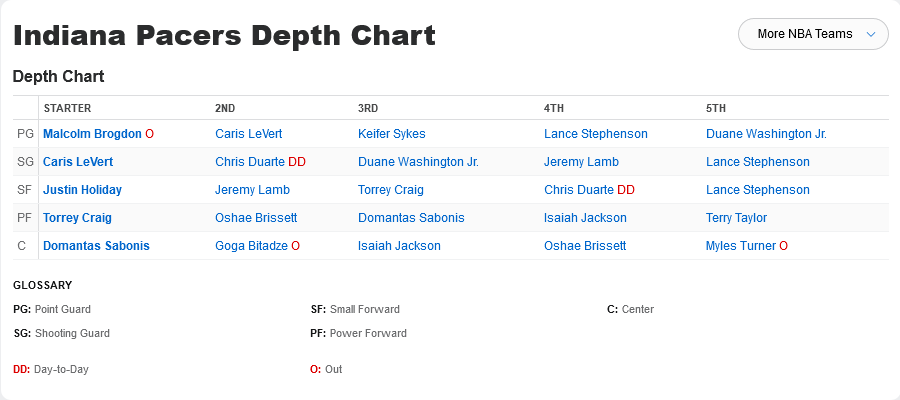 Indiana Pacers Depth Chart
More NBA Teams
Depth Chart
STARTER 2ND 3RD 4TH 5TH
PG Malcolm Brogdon O Caris LeVert Keifer Sykes Lance Stephenson Duane Washington Jr.
SG Caris LeVert Chris Duarte DD Duane Washington Jr. Jeremy Lamb Lance Stephenson
SF Justin Holiday Jeremy Lamb Torrey Craig Chris Duarte DD Lance Stephenson
PF Torrey Craig Oshae Brissett Domantas Sabonis Isaiah Jackson Terry Taylor
C Domantas Sabonis Goga Bitadze O Isaiah Jackson Oshae Brissett Myles Turner O
GLOSSARY
PG: Point Guard SF: Small Forward C: Center
SG: Shooting Guard PF: Power Forward
DD: Day-to-Day O: Out